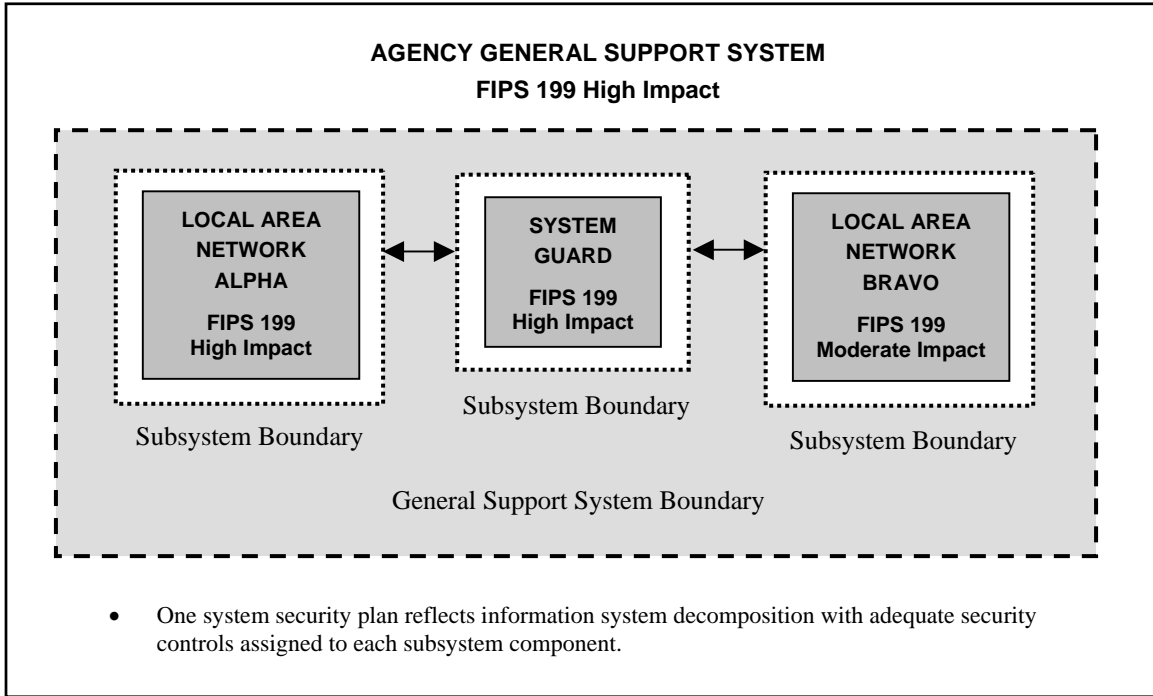 AGENCY GENERAL SUPPORT SYSTEM
FIPS 199 High Impact
LOCAL AREA
NETWORK
ALPHA
FIPS 199
High Impact
SYSTEM
GUARD
FIPS 199
High Impact
LOCAL AREA
NETWORK
BRAVO
FIPS 199
Moderate Impact
Subsystem Boundary
Subsystem Boundary
Subsystem Boundary
General Support System Boundary
• One system security plan reflects information system decomposition with adequate security
controls assigned to each subsystem component.